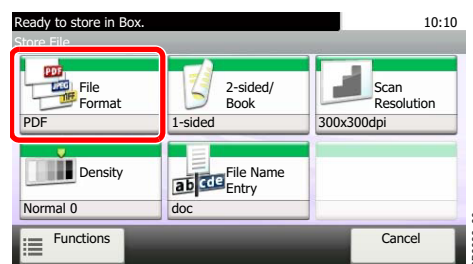 Ready to store in Box.
10:10
Store File
PDF
JPEG
TIFF
File
Format
PDF
2-sided/
Book
1-sided
Scan
Resolution
300x300dpi
Density
Normal 0
ab|cde
File Name
Entry
doc
Functions
Cancel